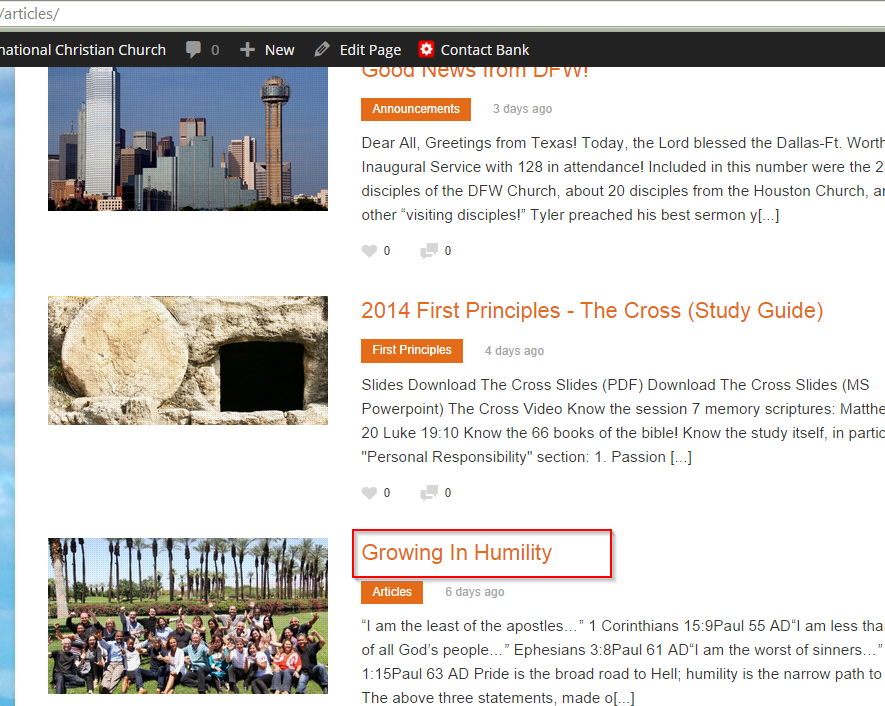 /articles/
national Christian Church 0 New Edit Page Contact Bank
Good News from DFW!
Announcements 3 days ago
Dear All, Greetings from Texas! Today, the Lord blessed the Dallas-Ft. Worth
Inaugural Service with 128 in attendance! Included in this number were the 2
disciples of the DFW Church, about 20 disciples from the Houston Church, a
other “visiting disciples!” Tyler preached his best sermon y[...]
0 0
2014 First Principles - The Cross (Study Guide)
First Principles 4 days ago
Slides Download The Cross Slides (PDF) Download The Cross Slides (MS
Powerpoint) The Cross Video Know the session 7 memory scriptures: Matthe
20 Luke 19:10 Know the 66 books of the bible! Know the study itself, in partic
"Personal Responsibility" section: 1. Passion [...]
0 0
Growing In Humility
Articles 6 days ago
“I am the least of the apostles…” 1 Corinthians 15:9Paul 55 AD“I am less tha
of all God’s people…” Ephesians 3:8Paul 61 AD“I am the worst of sinners…”
1:15Paul 63 AD Pride is the broad road to Hell; humility is the narrow path to
The above three statements, made o[...]